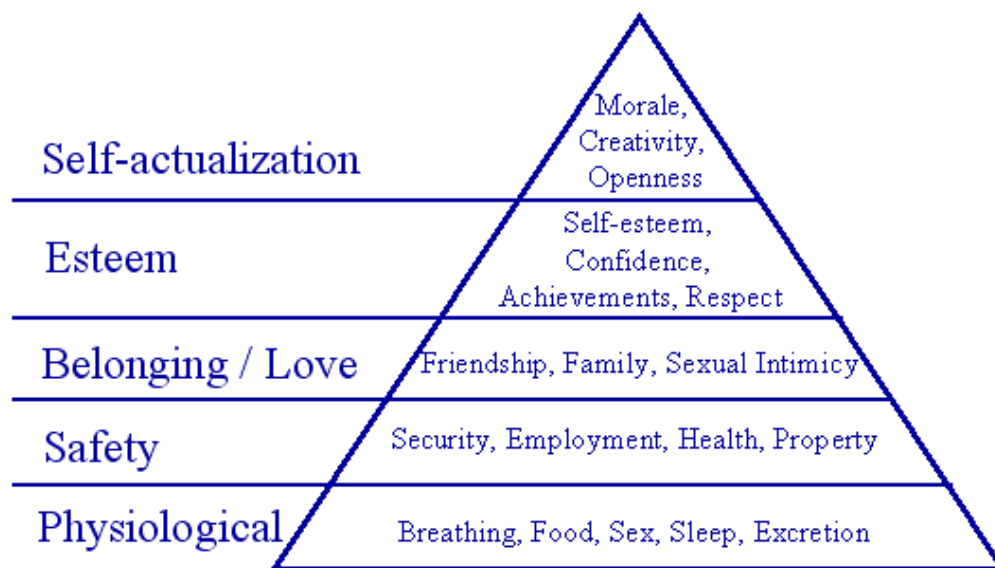 Morale,
Creativity,
Self-actualization
Openness
Self-esteem,
Esteem
Confidence,
Achievements, Respect
Belonging / Love
Friendship, Family, Sexual Intimicy
Safety
Security, Employment, Health, Property
Physiological
Breathing, Food, Sex, Sleep, Excretion